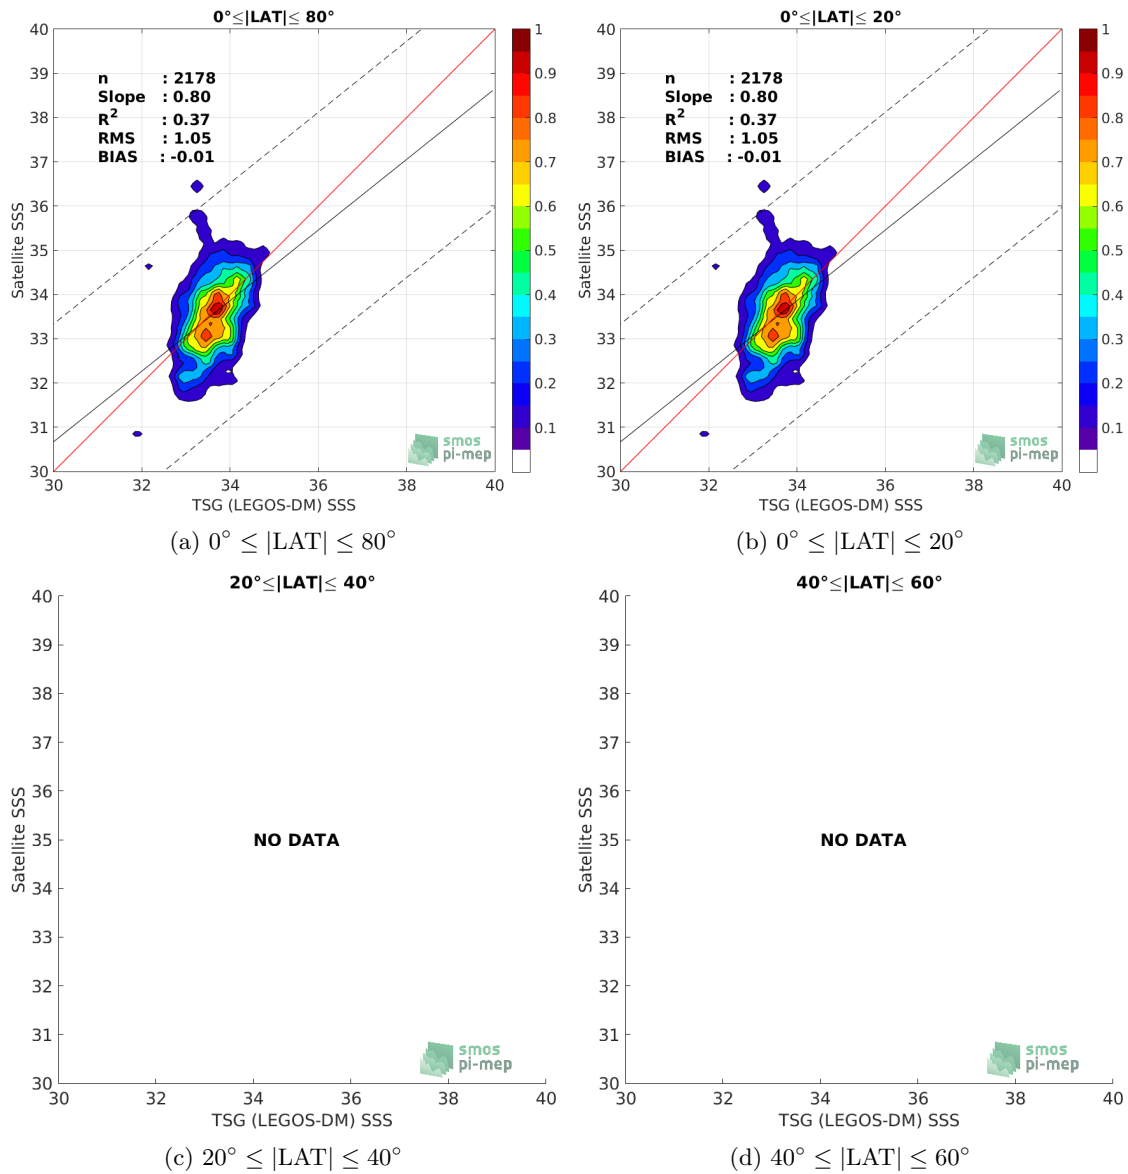 0°≤|LAT|≤ 80°
40
39
38
37
36
35
34
33
32
31
30
Satellite SSS
n : 2178
Slope : 0.80
R2 : 0.37
RMS : 1.05
BIAS : -0.01
1
0.9
0.8
0.7
0.6
0.5
0.4
0.3
0.2
0.1
smos
pi-mep
30 32 34 36 38 40
TSG (LEGOS-DM) SSS
(a) 0° ≤ |LAT| ≤ 80°
0°≤|LAT|≤ 20°
40
39
38
37
36
35
34
33
32
31
30
Satellite SSS
n : 2178
Slope : 0.80
R2 : 0.37
RMS : 1.05
BIAS : -0.01
1
0.9
0.8
0.7
0.6
0.5
0.4
0.3
0.2
0.1
smos
pi-mep
30 32 34 36 38 40
TSG (LEGOS-DM) SSS
(b) 0° ≤ |LAT| ≤ 20°
20°≤|LAT|≤ 40°
40
39
38
37
36
35
34
33
32
31
30
Satellite SSS
NO DATA
smos
pi-mep
30 32 34 36 38 40
TSG (LEGOS-DM) SSS
(c) 20° ≤ |LAT| ≤ 40°
40°≤|LAT|≤ 60°
40
39
38
37
36
35
34
33
32
31
30
Satellite SSS
NO DATA
smos
pi-mep
30 32 34 36 38 40
TSG (LEGOS-DM) SSS
(d) 40° ≤ |LAT| ≤ 60°